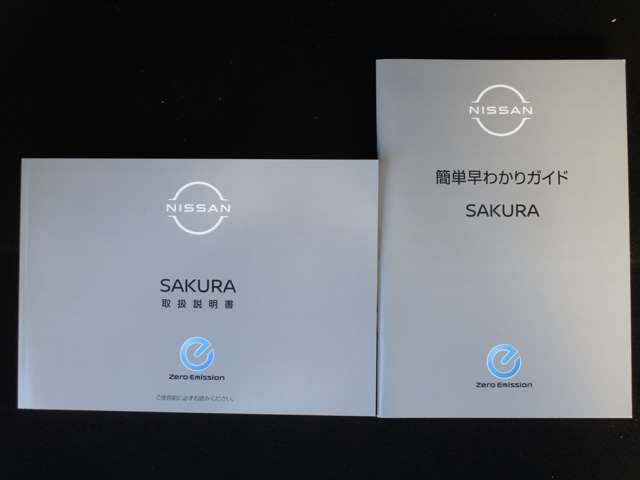 NISSAN
SAKURA
取扱説明書
Zero Emission
ご使用前に必ずお読みください。
NISSAN
簡単早わかりガイド
SAKURA
Zero Emission